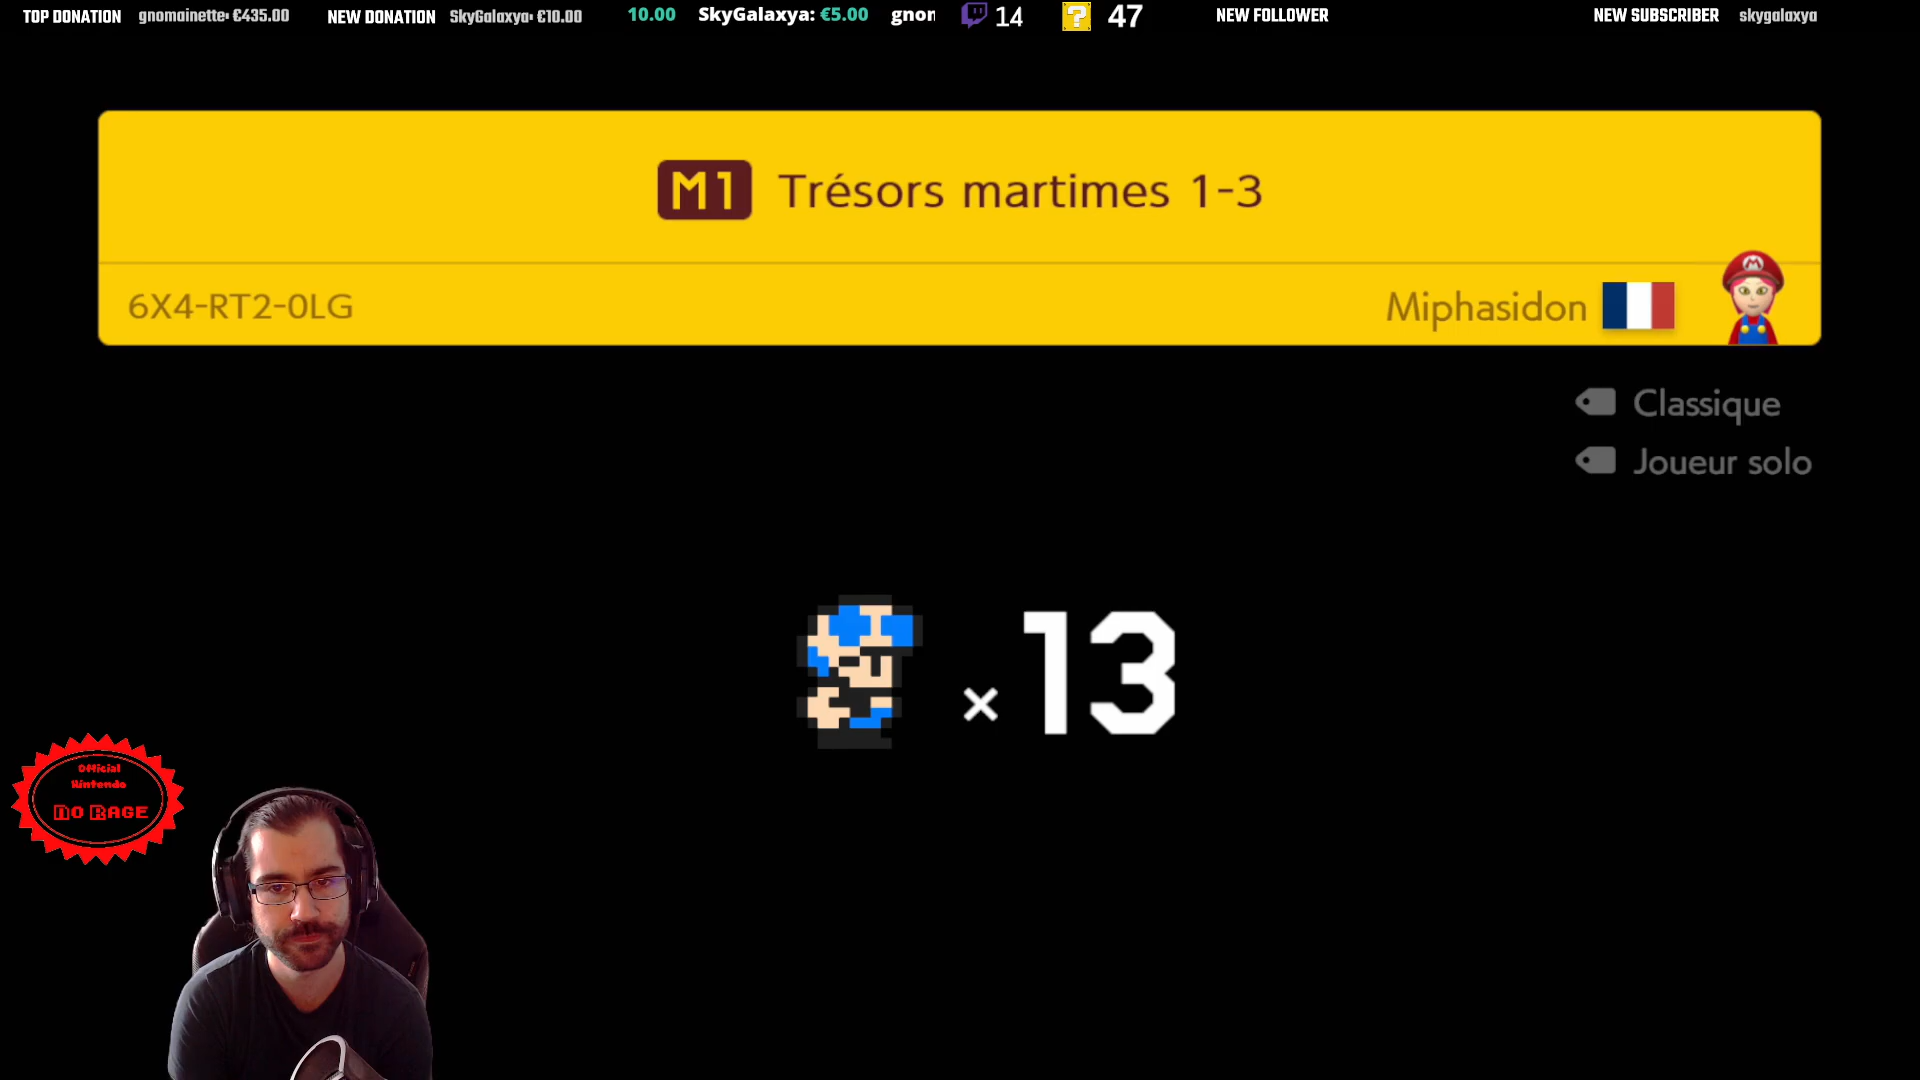 TOP DONATION gnomainette: €435.00 NEW DONATION SkyGalaxya: €10.00 10.00 SkyGalaxya: €5.00 gnon 14 ? 47 NEW FOLLOWER NEW SUBSCRIBER skygalaxya
M1 Trésors martimes 1-3
6X4-RT2-0LG Miphasidon
Classique
Joueur solo
×13
Official
Nintendo
No Rage